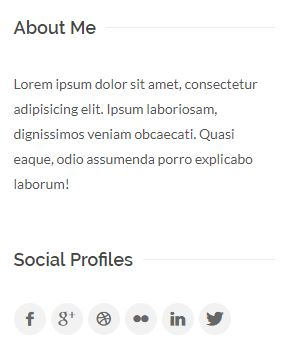 About Me
Lorem ipsum dolor sit amet, consectetur
adipisicing elit. Ipsum laboriosam,
dignissimos veniam obcaecati. Quasi
eaque, odio assumenda porro explicabo
laborum!
Social Profiles
f g+ in